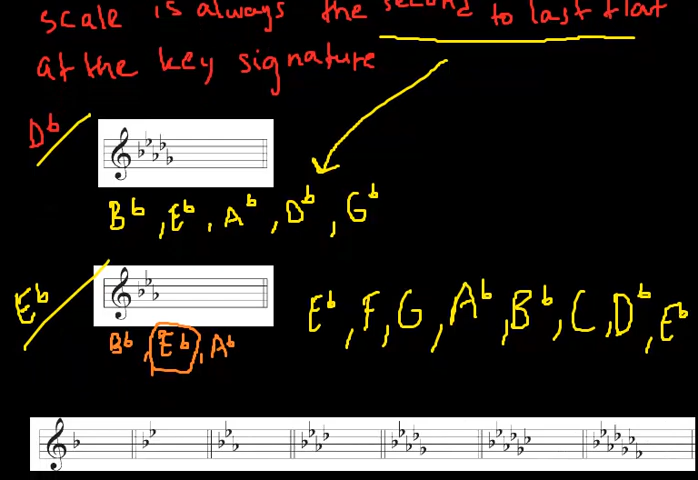 scale is always the second to last flat
at the key signature
D♭
B♭, E♭, A♭, D♭, G♭
E♭
B♭, E♭, A♭
E♭, F, G, A♭, B♭, C, D♭, E♭